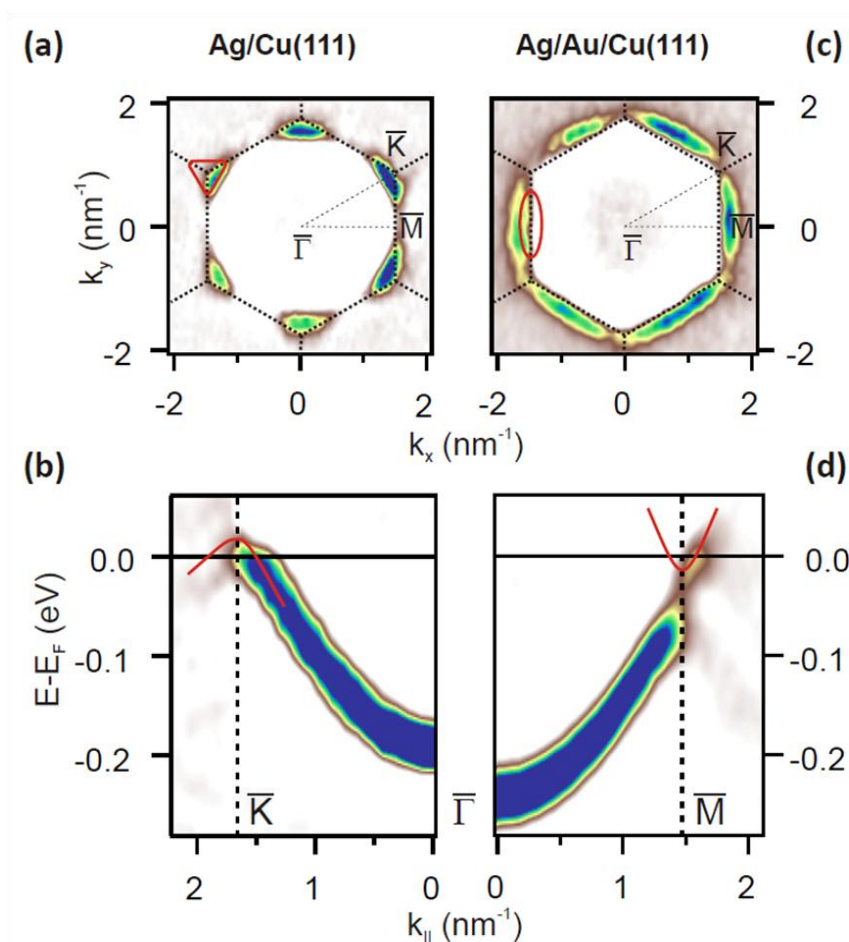 (a) Ag/Cu(111) Ag/Au/Cu(111) (c)
2 2
K̅ K̅
k_y (nm⁻¹) 0 Γ̅ M̅ Γ̅ M̅ 0
-2 -2
-2 0 2 -2 0 2
k_x (nm⁻¹)
(b) (d)
0.0 0.0
E-E_F (eV) -0.1 -0.1
-0.2 -0.2
K̅ Γ̅ M̅
2 1 0 0 1 2
k_|| (nm⁻¹)